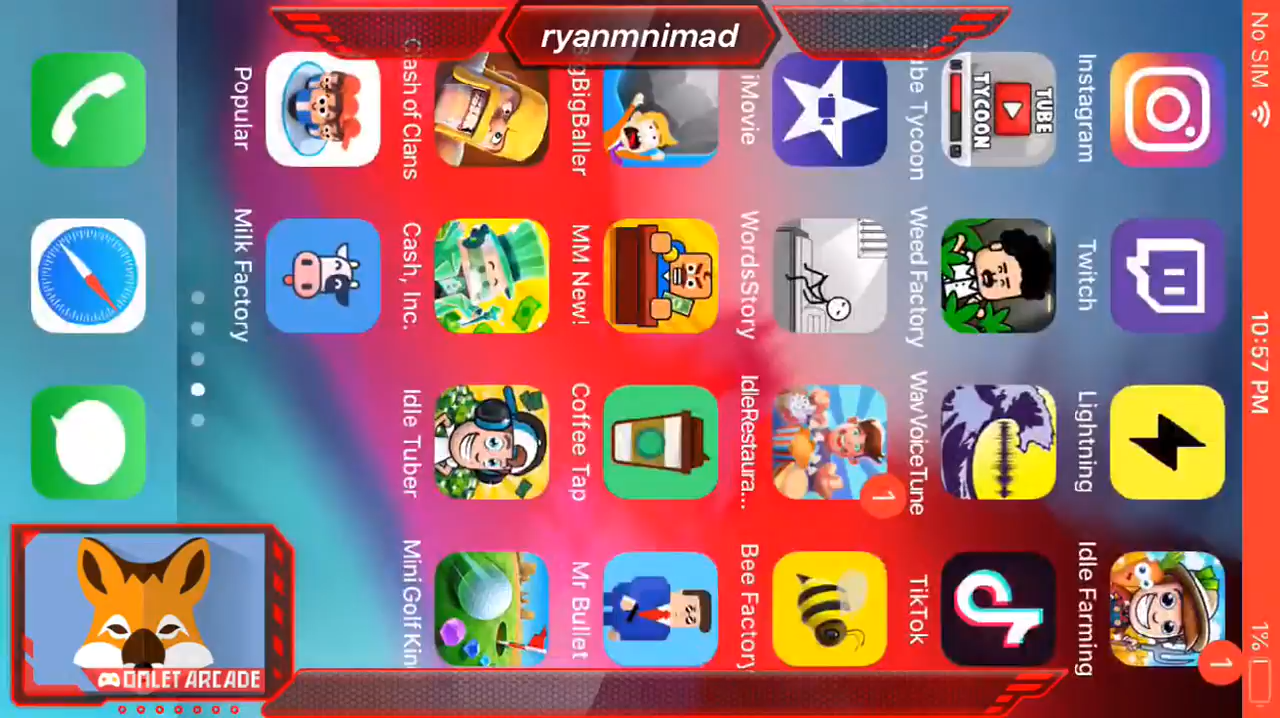 ryanmnimad
No SIM
10:57 PM
1%
Instagram
Twitch
Lightning
Idle Farming
1
TUBE
TYCOON
Tube Tycoon
Weed Factory
WavVoiceTune
TikTok
iMovie
WordsStory
IdleRestaura...
1
Bee Factory
BigBigBaller
MM New!
Coffee Tap
Mr Bullet
Clash of Clans
Cash, Inc.
Idle Tuber
Mini Golf Kin
Popular
Milk Factory
OMLET ARCADE